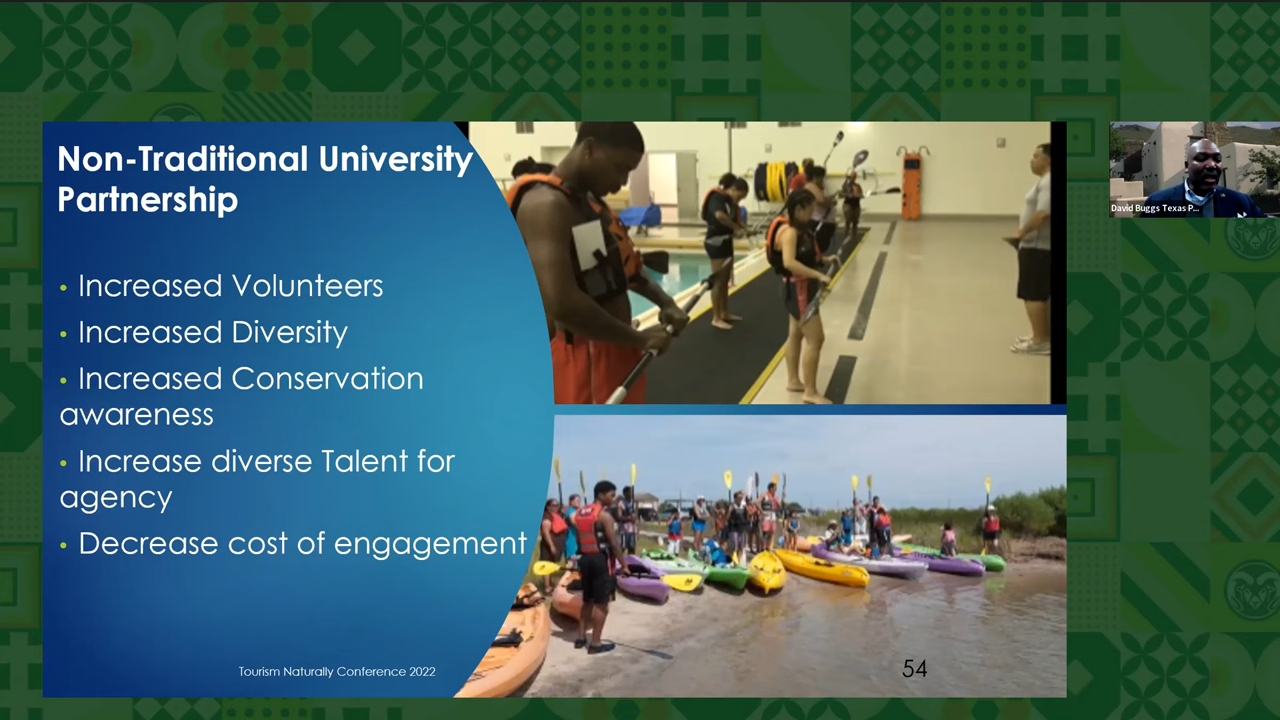 Non-Traditional University
Partnership
• Increased Volunteers
• Increased Diversity
• Increased Conservation
awareness
• Increase diverse Talent for
agency
• Decrease cost of engagement
Tourism Naturally Conference 2022
54
David Buggs Texas P...